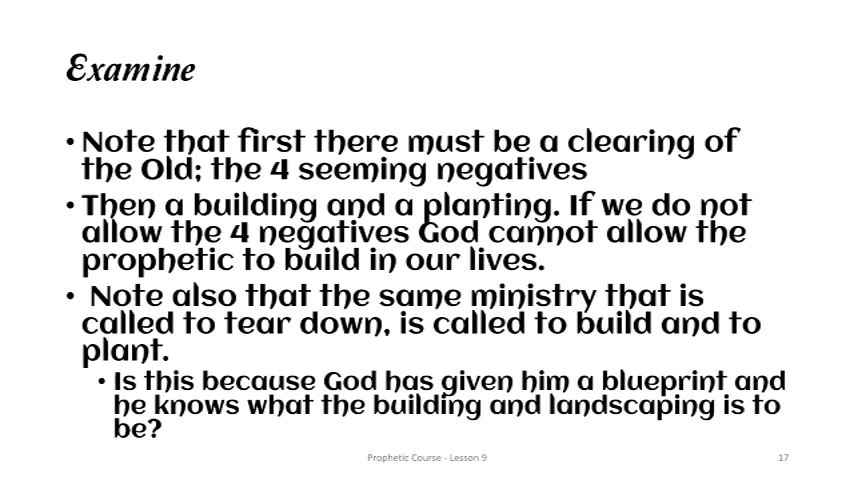 Examine
• Note that first there must be a clearing of
the Old; the 4 seeming negatives
• Then a building and a planting. If we do not
allow the 4 negatives God cannot allow the
prophetic to build in our lives.
• Note also that the same ministry that is
called to tear down, is called to build and to
plant.
• Is this because God has given him a blueprint and
he knows what the building and landscaping is to
be?
Prophetic Course - Lesson 9 17